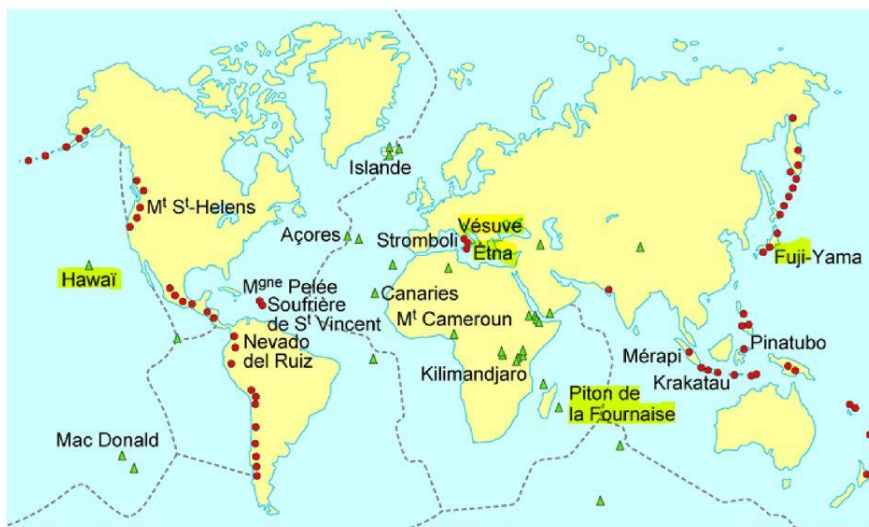 Islande
Mᵗ Sᵗ-Helens
Açores
Vésuve
Stromboli
Etna
Fuji-Yama
Hawaï
Mᵍⁿᵉ Pelée
Soufrière
de Sᵗ Vincent
Canaries
Mᵗ Cameroun
Nevado
del Ruiz
Pinatubo
Mérapi
Krakatau
Kilimandjaro
Piton de
la Fournaise
Mac Donald